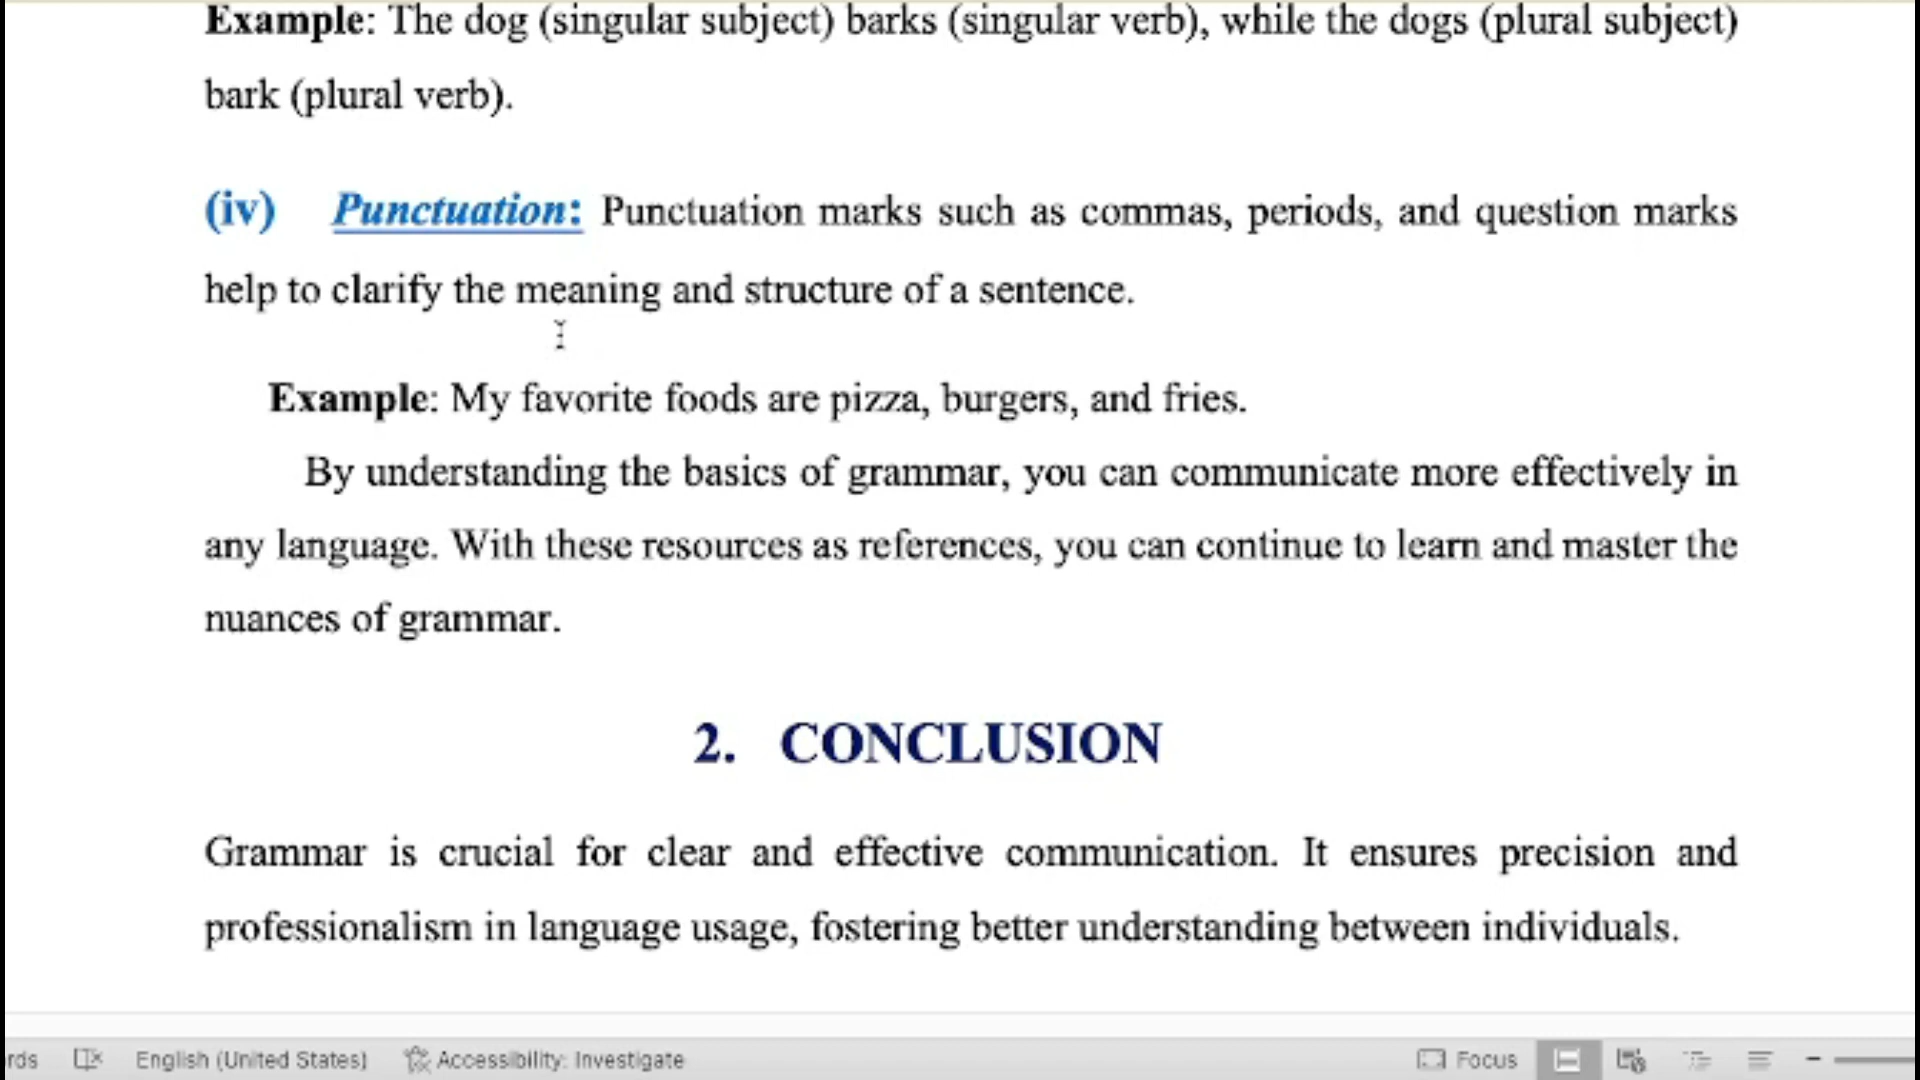 Example: The dog (singular subject) barks (singular verb), while the dogs (plural subject)
bark (plural verb).
(iv) Punctuation: Punctuation marks such as commas, periods, and question marks
help to clarify the meaning and structure of a sentence.
Example: My favorite foods are pizza, burgers, and fries.
By understanding the basics of grammar, you can communicate more effectively in
any language. With these resources as references, you can continue to learn and master the
nuances of grammar.
2. CONCLUSION
Grammar is crucial for clear and effective communication. It ensures precision and
professionalism in language usage, fostering better understanding between individuals.
rds English (United States) Accessibility: Investigate Focus